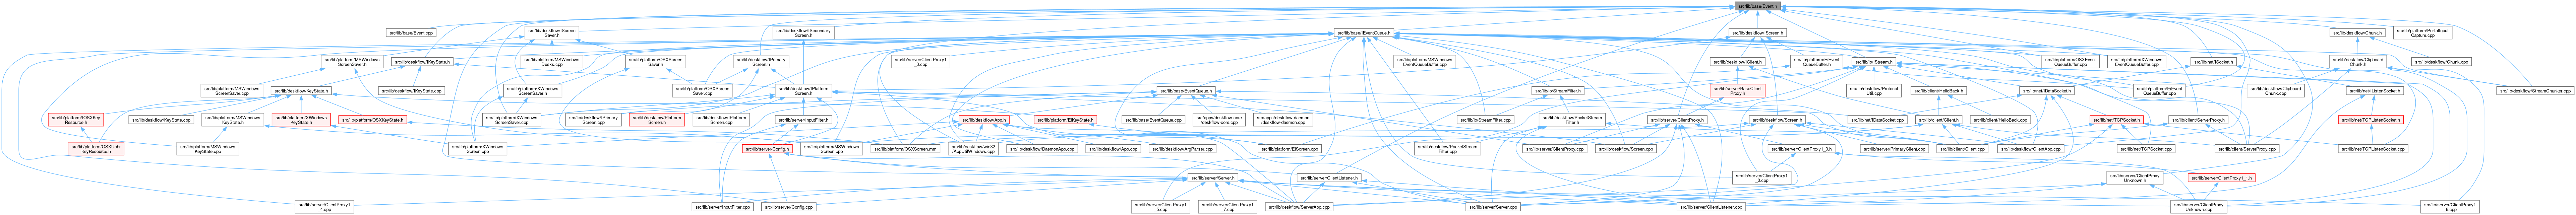 src/lib/base/Event.h
src/lib/base/Event.cpp
src/lib/deskflow/IScreen
Saver.h
src/lib/deskflow/ISecondary
Screen.h
src/lib/base/IEventQueue.h
src/lib/deskflow/IScreen.h
src/lib/deskflow/Chunk.h
src/lib/platform/PortalInput
Capture.cpp
src/lib/platform/MSWindows
ScreenSaver.h
src/lib/deskflow/IKeyState.h
src/lib/platform/MSWindows
Desks.cpp
src/lib/platform/OSXScreen
Saver.h
src/lib/deskflow/IPrimary
Screen.h
src/lib/server/ClientProxy1
_3.cpp
src/lib/platform/MSWindows
EventQueueBuffer.cpp
src/lib/deskflow/IClient.h
src/lib/platform/EiEvent
QueueBuffer.h
src/lib/io/IStream.h
src/lib/platform/OSXEvent
QueueBuffer.cpp
src/lib/platform/XWindows
EventQueueBuffer.cpp
src/lib/net/ISocket.h
src/lib/deskflow/Clipboard
Chunk.h
src/lib/deskflow/Chunk.cpp
src/lib/platform/MSWindows
ScreenSaver.cpp
src/lib/deskflow/KeyState.h
src/lib/deskflow/IKeyState.cpp
src/lib/platform/XWindows
ScreenSaver.h
src/lib/platform/OSXScreen
Saver.cpp
src/lib/deskflow/IPlatform
Screen.h
src/lib/base/EventQueue.h
src/lib/server/BaseClient
Proxy.h
src/lib/io/StreamFilter.h
src/lib/deskflow/Protocol
Util.cpp
src/lib/client/HelloBack.h
src/lib/net/IDataSocket.h
src/lib/platform/EiEvent
QueueBuffer.cpp
src/lib/deskflow/Clipboard
Chunk.cpp
src/lib/net/IListenSocket.h
src/lib/deskflow/StreamChunker.cpp
src/lib/platform/IOSXKey
Resource.h
src/lib/deskflow/KeyState.cpp
src/lib/platform/MSWindows
KeyState.h
src/lib/platform/XWindows
KeyState.h
src/lib/platform/OSXKeyState.h
src/lib/platform/XWindows
ScreenSaver.cpp
src/lib/deskflow/IPrimary
Screen.cpp
src/lib/deskflow/Platform
Screen.h
src/lib/deskflow/IPlatform
Screen.cpp
src/lib/server/InputFilter.h
src/lib/base/EventQueue.cpp
src/lib/deskflow/App.h
src/apps/deskflow-core
/deskflow-core.cpp
src/apps/deskflow-daemon
/deskflow-daemon.cpp
src/lib/platform/EiKeyState.h
src/lib/io/StreamFilter.cpp
src/lib/deskflow/PacketStream
Filter.h
src/lib/server/ClientProxy.h
src/lib/deskflow/Screen.h
src/lib/net/IDataSocket.cpp
src/lib/client/Client.h
src/lib/client/HelloBack.cpp
src/lib/net/TCPSocket.h
src/lib/client/ServerProxy.h
src/lib/net/TCPListenSocket.h
src/lib/platform/OSXUchr
KeyResource.h
src/lib/platform/MSWindows
KeyState.cpp
src/lib/platform/XWindows
Screen.cpp
src/lib/server/Config.h
src/lib/platform/MSWindows
Screen.cpp
src/lib/platform/OSXScreen.mm
src/lib/deskflow/win32
/AppUtilWindows.cpp
src/lib/deskflow/DaemonApp.cpp
src/lib/deskflow/App.cpp
src/lib/deskflow/ArgParser.cpp
src/lib/platform/EiScreen.cpp
src/lib/deskflow/PacketStream
Filter.cpp
src/lib/server/ClientProxy.cpp
src/lib/deskflow/Screen.cpp
src/lib/server/ClientProxy1_0.h
src/lib/server/PrimaryClient.cpp
src/lib/client/Client.cpp
src/lib/deskflow/ClientApp.cpp
src/lib/net/TCPSocket.cpp
src/lib/client/ServerProxy.cpp
src/lib/net/TCPListenSocket.cpp
src/lib/server/Server.h
src/lib/server/ClientListener.h
src/lib/server/ClientProxy1
_0.cpp
src/lib/server/ClientProxy
Unknown.h
src/lib/server/ClientProxy1_1.h
src/lib/server/ClientProxy1
_4.cpp
src/lib/server/InputFilter.cpp
src/lib/server/Config.cpp
src/lib/server/ClientProxy1
_5.cpp
src/lib/server/ClientProxy1
_7.cpp
src/lib/deskflow/ServerApp.cpp
src/lib/server/Server.cpp
src/lib/server/ClientListener.cpp
src/lib/server/ClientProxy
Unknown.cpp
src/lib/server/ClientProxy1
_6.cpp